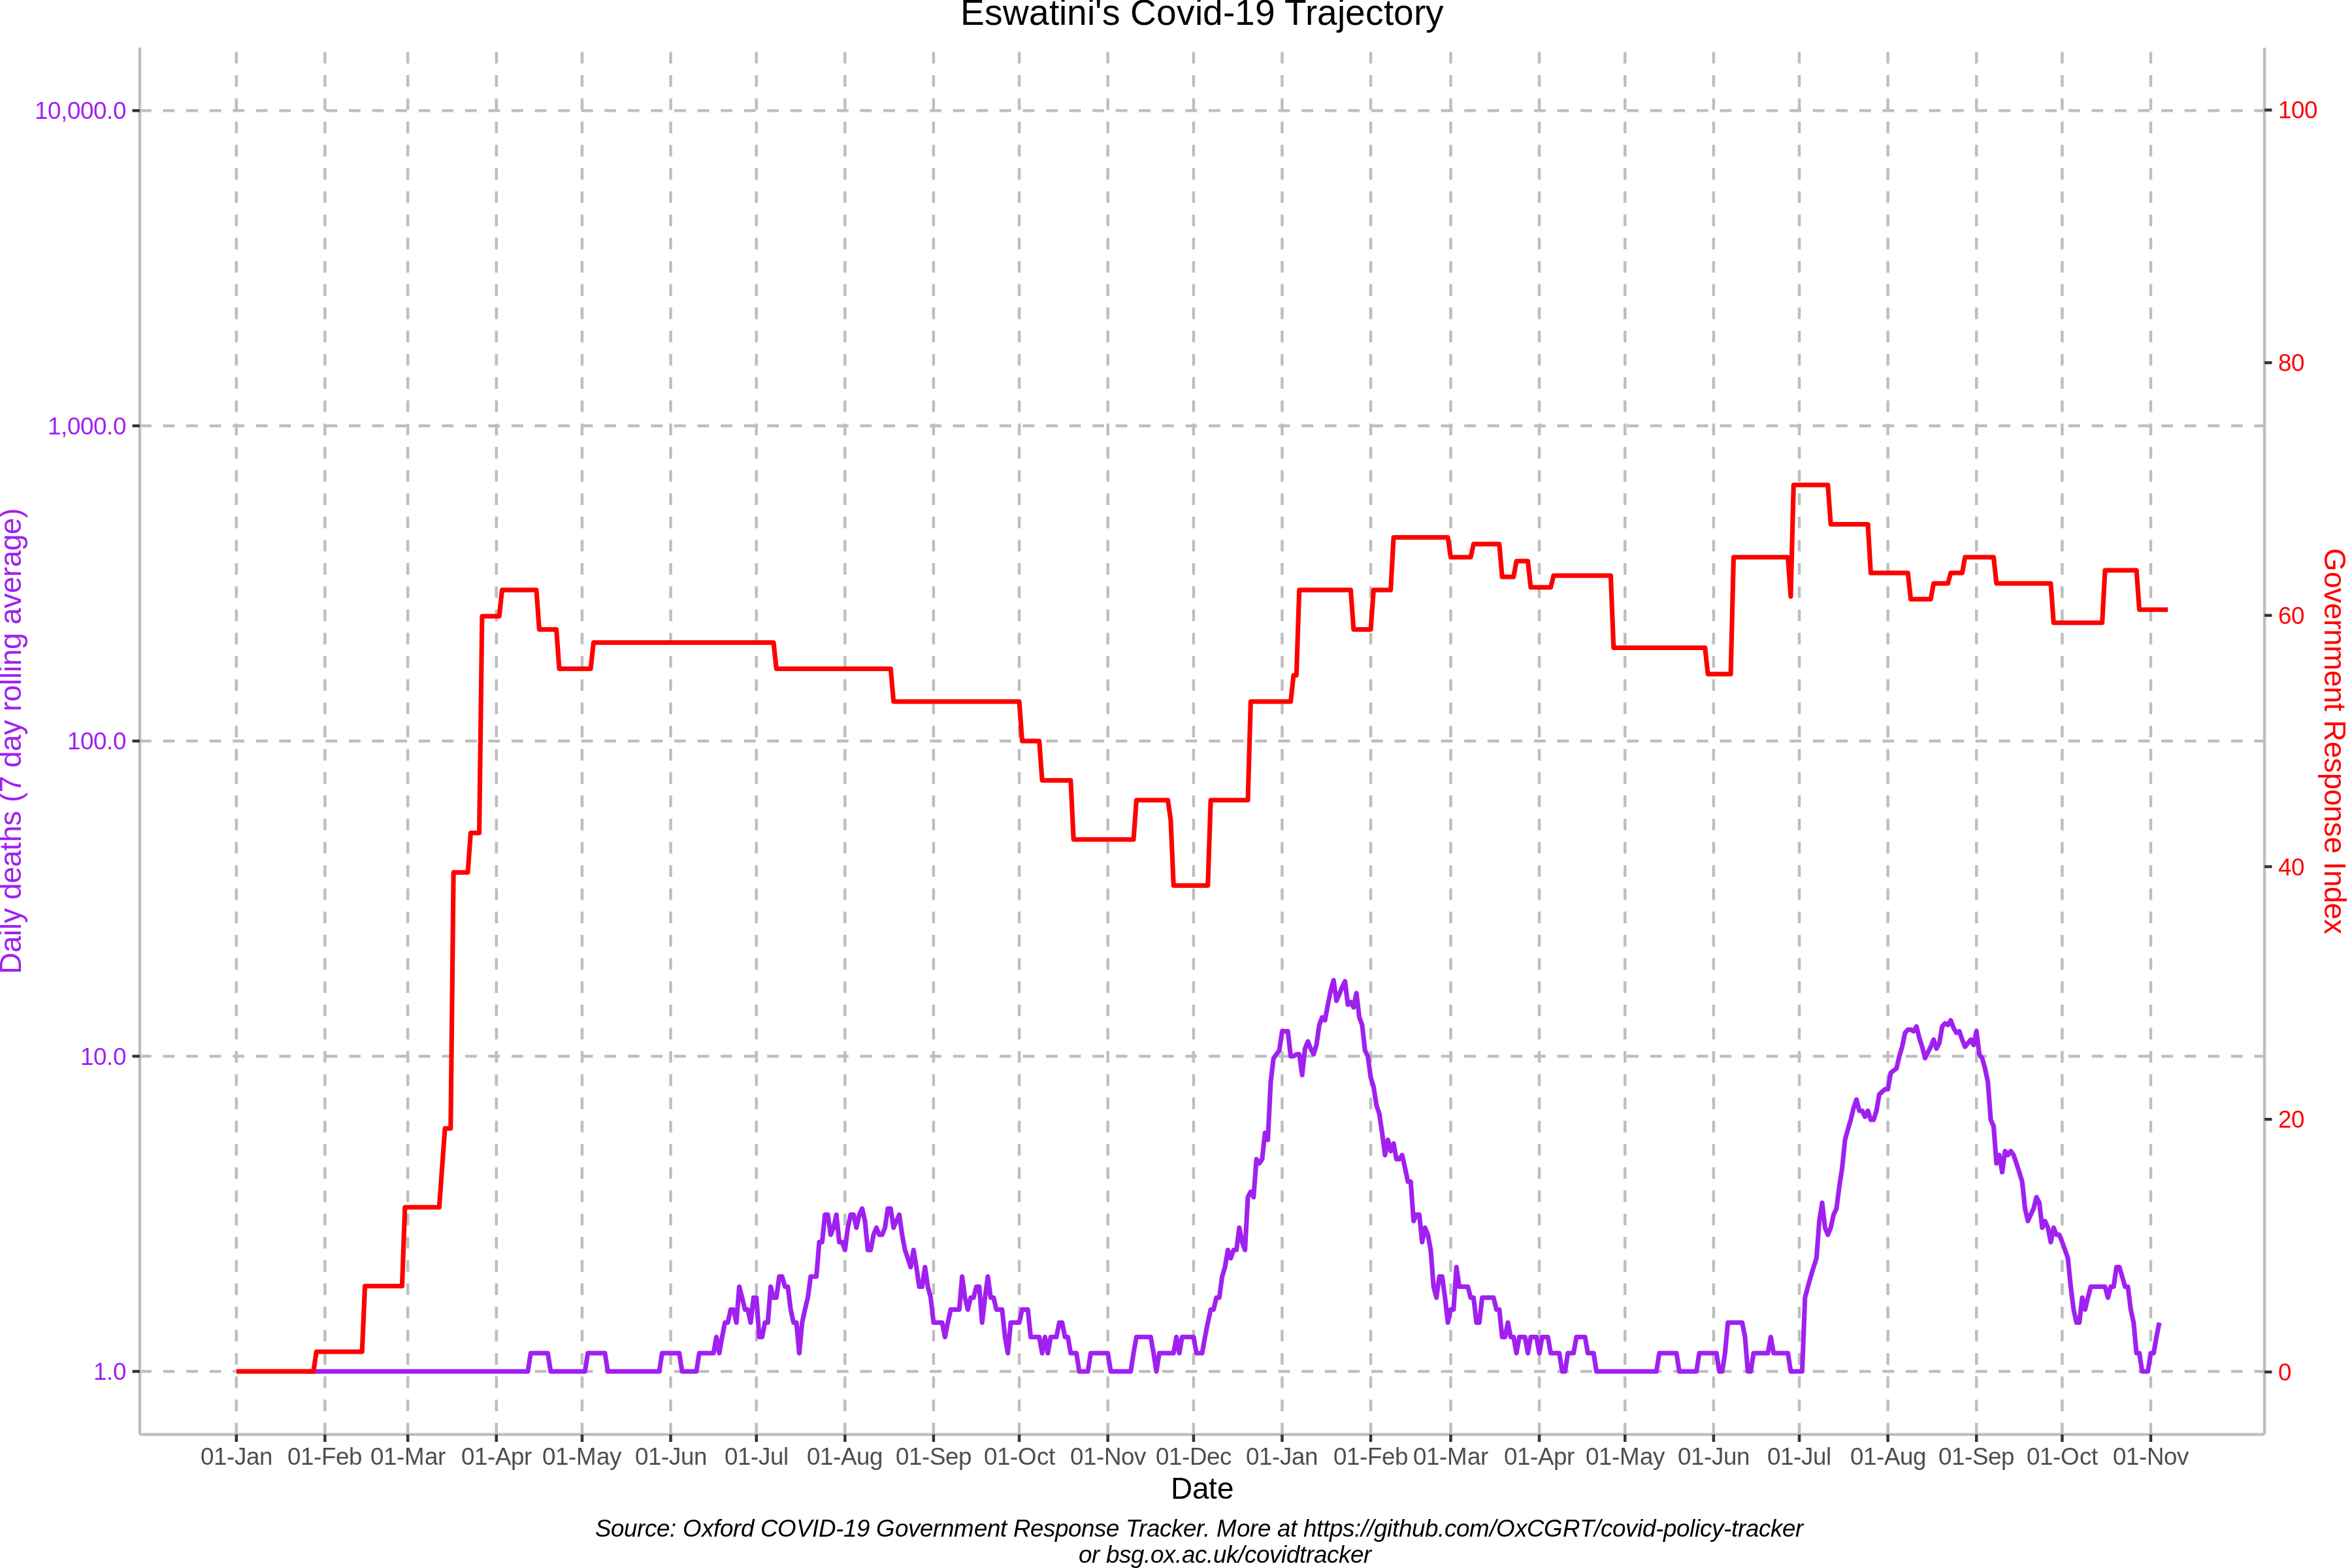 Eswatini's Covid-19 Trajectory
10,000.0
1,000.0
100.0
10.0
1.0
Daily deaths (7 day rolling average)
100
80
60
40
20
0
Government Response Index
01-Jan 01-Feb 01-Mar 01-Apr 01-May 01-Jun 01-Jul 01-Aug 01-Sep 01-Oct 01-Nov 01-Dec 01-Jan 01-Feb 01-Mar 01-Apr 01-May 01-Jun 01-Jul 01-Aug 01-Sep 01-Oct 01-Nov
Date
Source: Oxford COVID-19 Government Response Tracker. More at https://github.com/OxCGRT/covid-policy-tracker
or bsg.ox.ac.uk/covidtracker